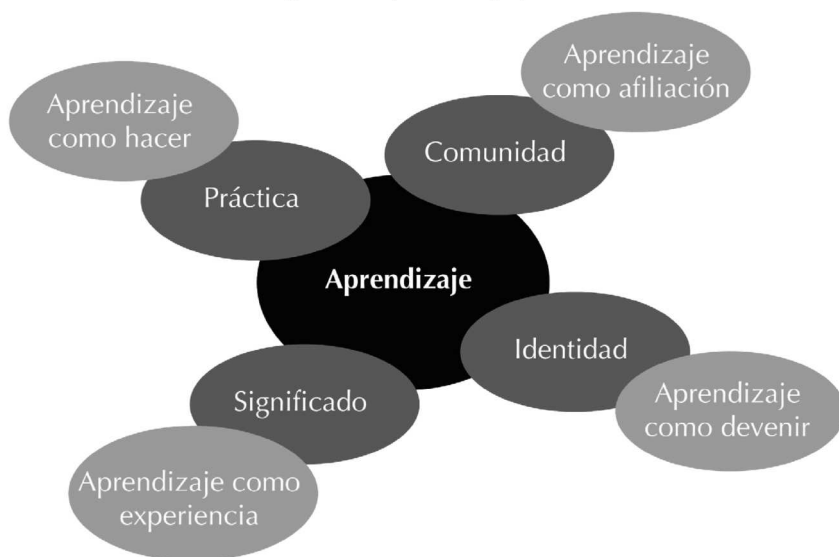 Aprendizaje
como afiliación
Aprendizaje
como hacer
Comunidad
Práctica
Aprendizaje
Identidad
Significado
Aprendizaje
como devenir
Aprendizaje como
experiencia